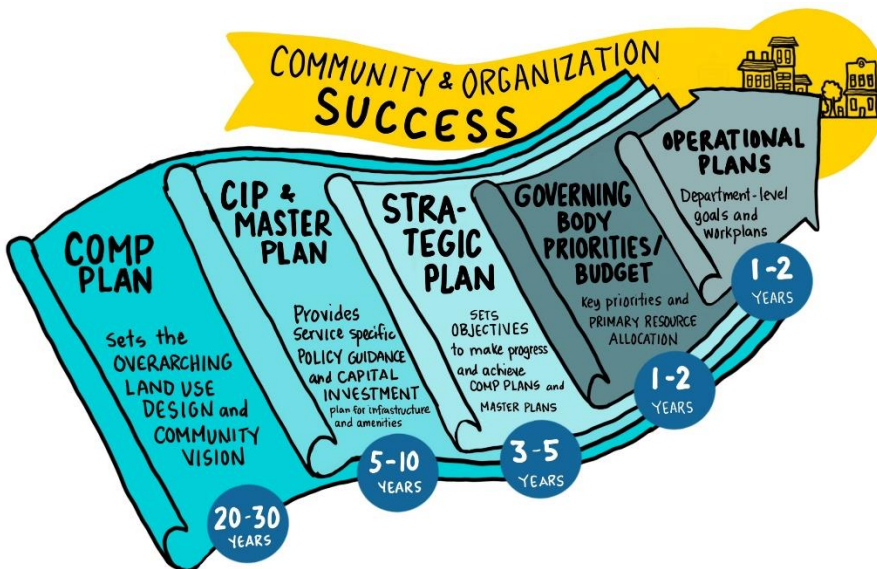 COMMUNITY & ORGANIZATION
SUCCESS
COMP
PLAN
Sets the
OVERARCHING
LAND USE
DESIGN and
COMMUNITY
VISION
20-30
YEARS
CIP &
MASTER
PLAN
Provides
Service specific
POLICY GUIDANCE
and CAPITAL
INVESTMENT
plan for infrastructure
and amenities
5-10
YEARS
STRA-
TEGIC
PLAN
SETS
OBJECTIVES
to make progress
and achieve
COMP PLANS and
MASTER PLANS
3-5
YEARS
GOVERNING
BODY
PRIORITIES/
BUDGET
Key priorities and
PRIMARY RESOURCE
ALLOCATION
1-2
YEARS
OPERATIONAL
PLANS
Department-level
goals and
workplans
1-2
YEARS